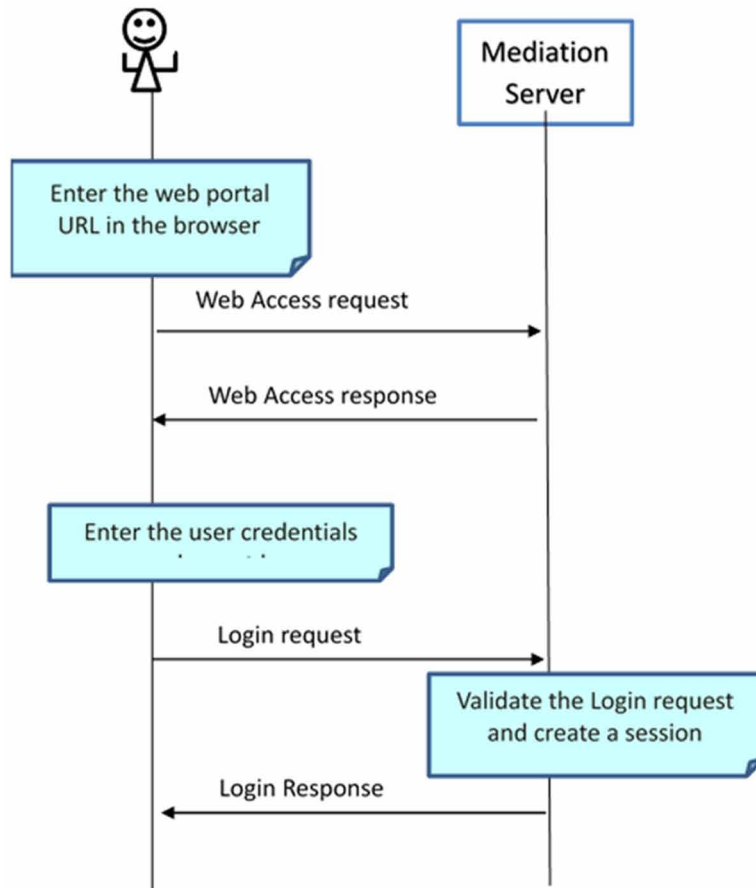 Mediation
Server
Enter the web portal
URL in the browser
Web Access request
Web Access response
Enter the user credentials
Login request
Validate the Login request
and create a session
Login Response